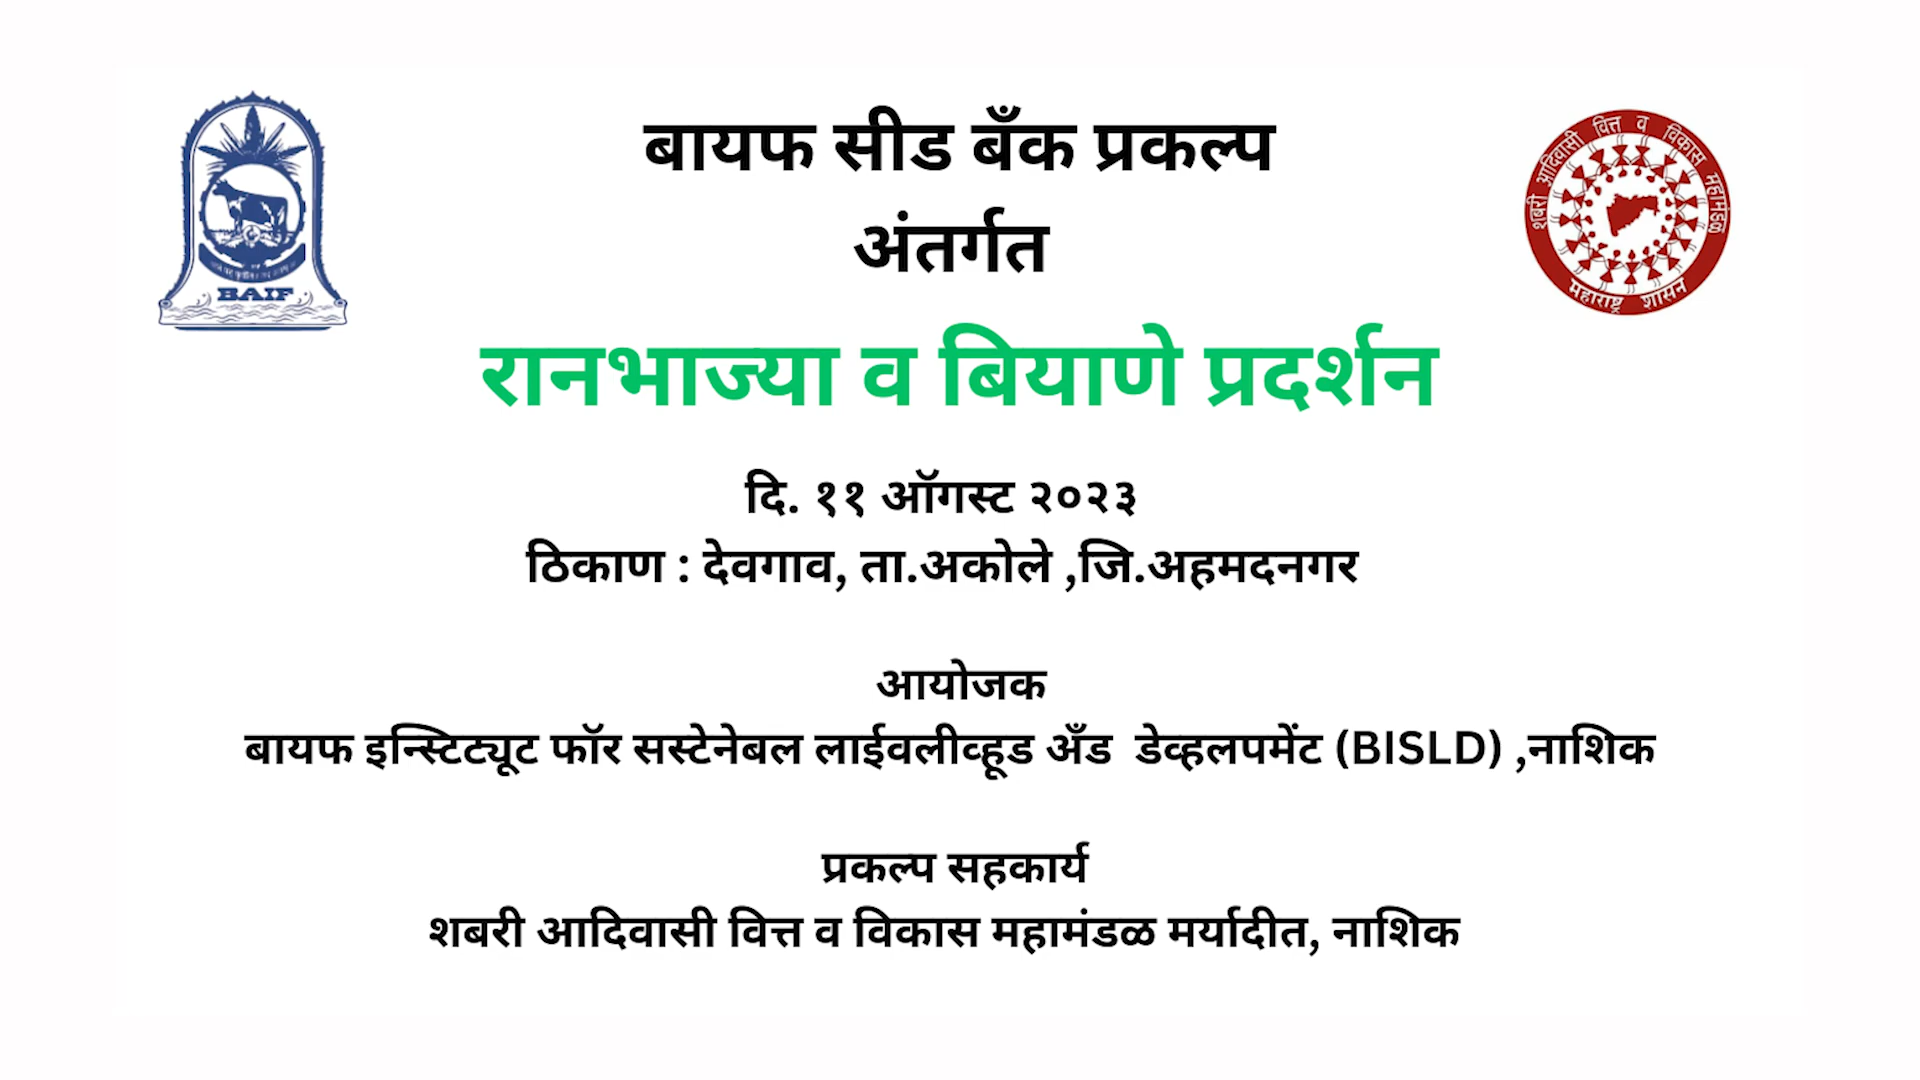 बायफ सीड बँक प्रकल्प
अंतर्गत
रानभाज्या व बियाणे प्रदर्शन
दि. ११ ऑगस्ट २०२३
ठिकाण : देवगाव, ता.अकोले ,जि.अहमदनगर
आयोजक
बायफ इन्स्टिट्यूट फॉर सस्टेनेबल लाईवलीव्हूड अँड डेव्हलपमेंट (BISLD) ,नाशिक
प्रकल्प सहकार्य
शबरी आदिवासी वित्त व विकास महामंडळ मर्यादीत, नाशिक
BAIF
शबरी आदिवासी वित्त व विकास महामंडळ
महाराष्ट्र शासन